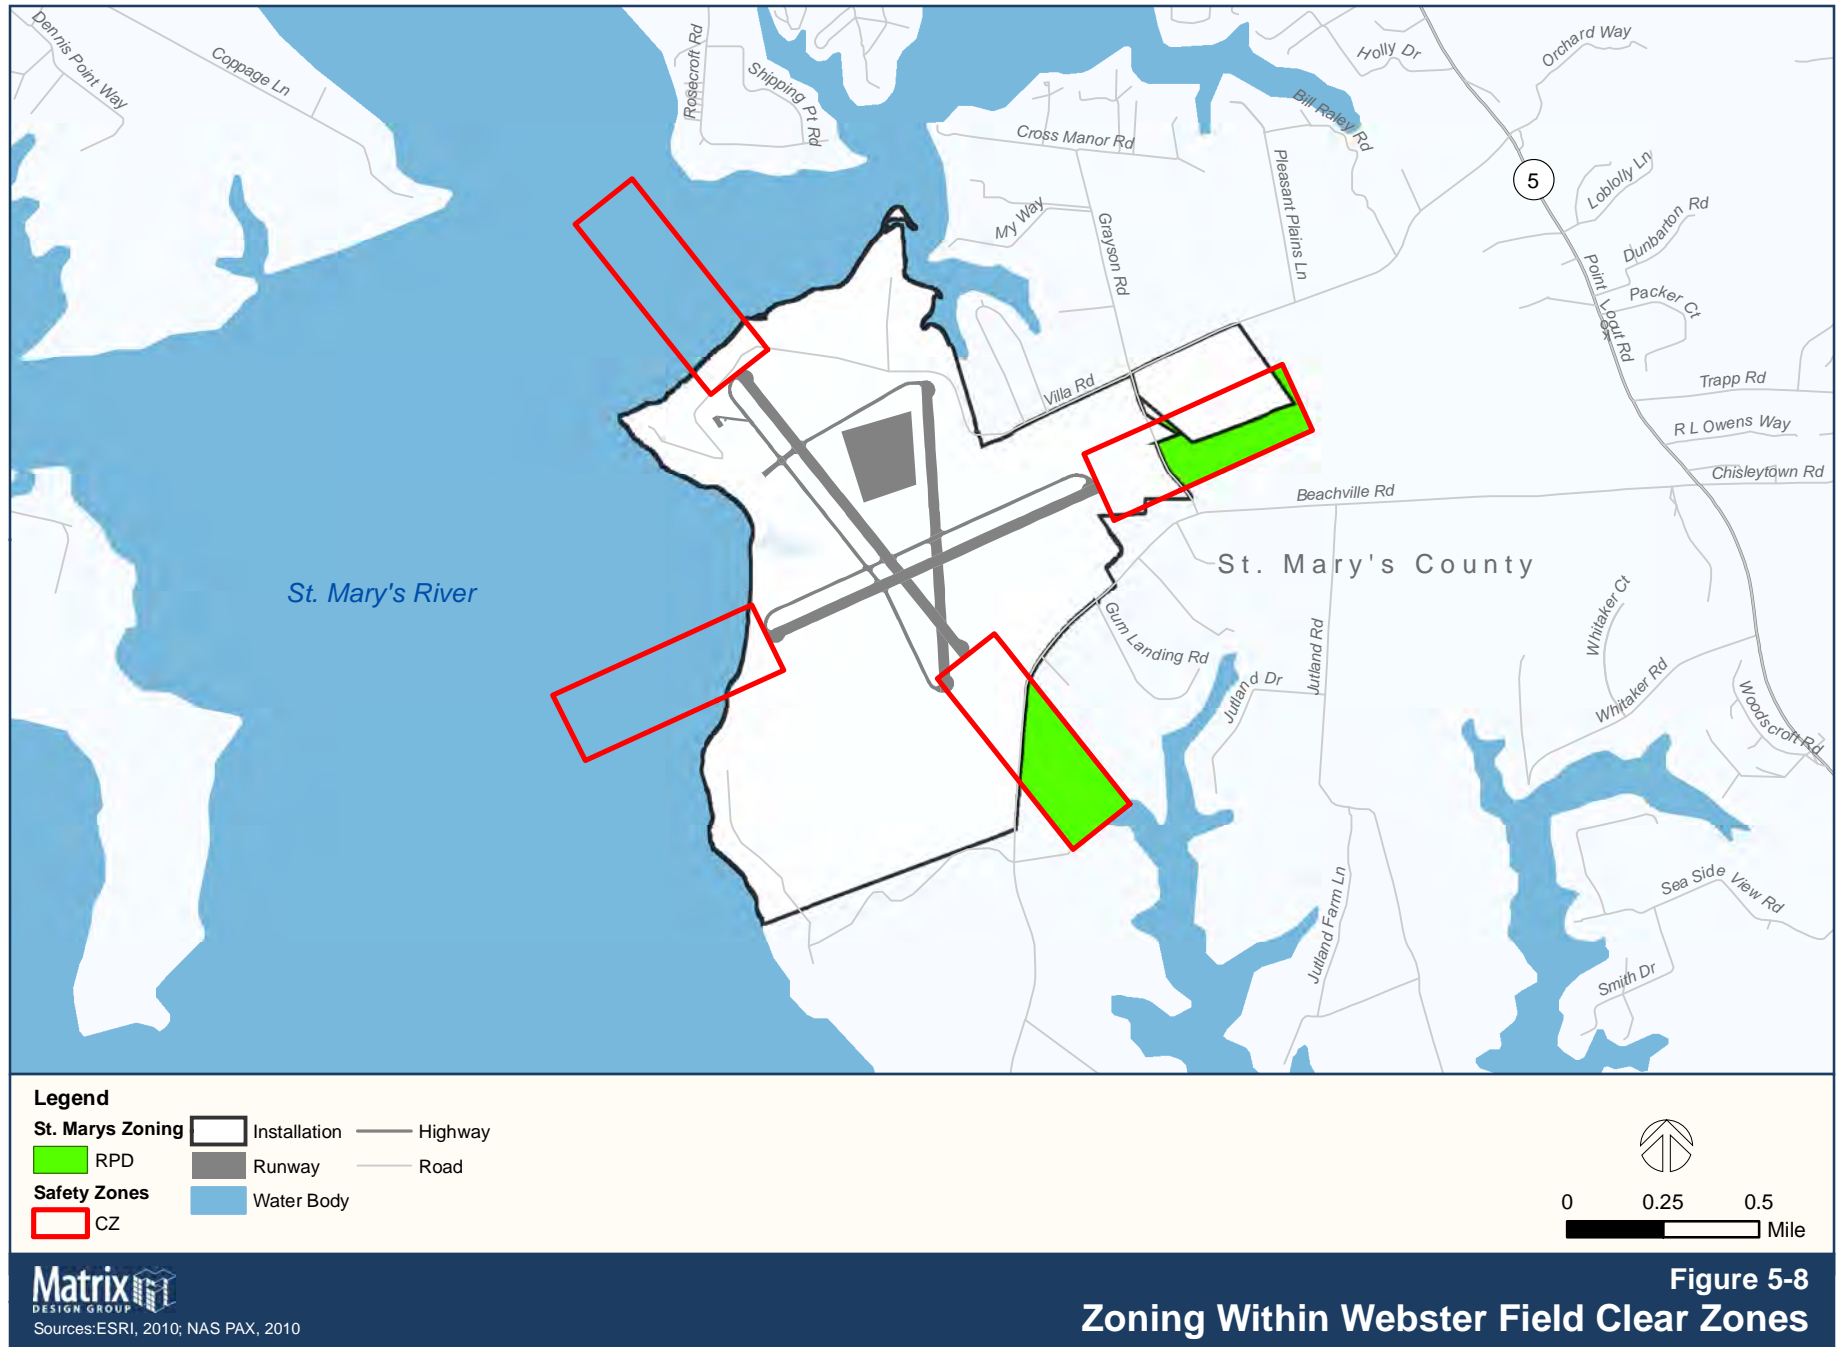 Dennis Point Way
Coppage Ln
Rosecroft Rd
Shipping Pt Rd
Holly Dr
Orchard Way
Bill Raley Rd
Cross Manor Rd
Pleasant Plains Ln
5
Loblolly Ln
My Way
Grayson Rd
Dunbarton Rd
Packer Ct
Point Lookout Rd
Villa Rd
Trapp Rd
R L Owens Way
Chisleytown Rd
Beachville Rd
St. Mary's County
St. Mary's River
Gum Landing Rd
Jutland Rd
Jutland Dr
Whitaker Ct
Whitaker Rd
Woodscroft Rd
Jutland Farm Ln
Sea Side View Rd
Smith Dr
Legend
St. Marys Zoning
RPD
Safety Zones
CZ
Installation
Runway
Water Body
Highway
Road
0 0.25 0.5
Mile
Matrix
DESIGN GROUP
Sources:ESRI, 2010; NAS PAX, 2010
Figure 5-8
Zoning Within Webster Field Clear Zones